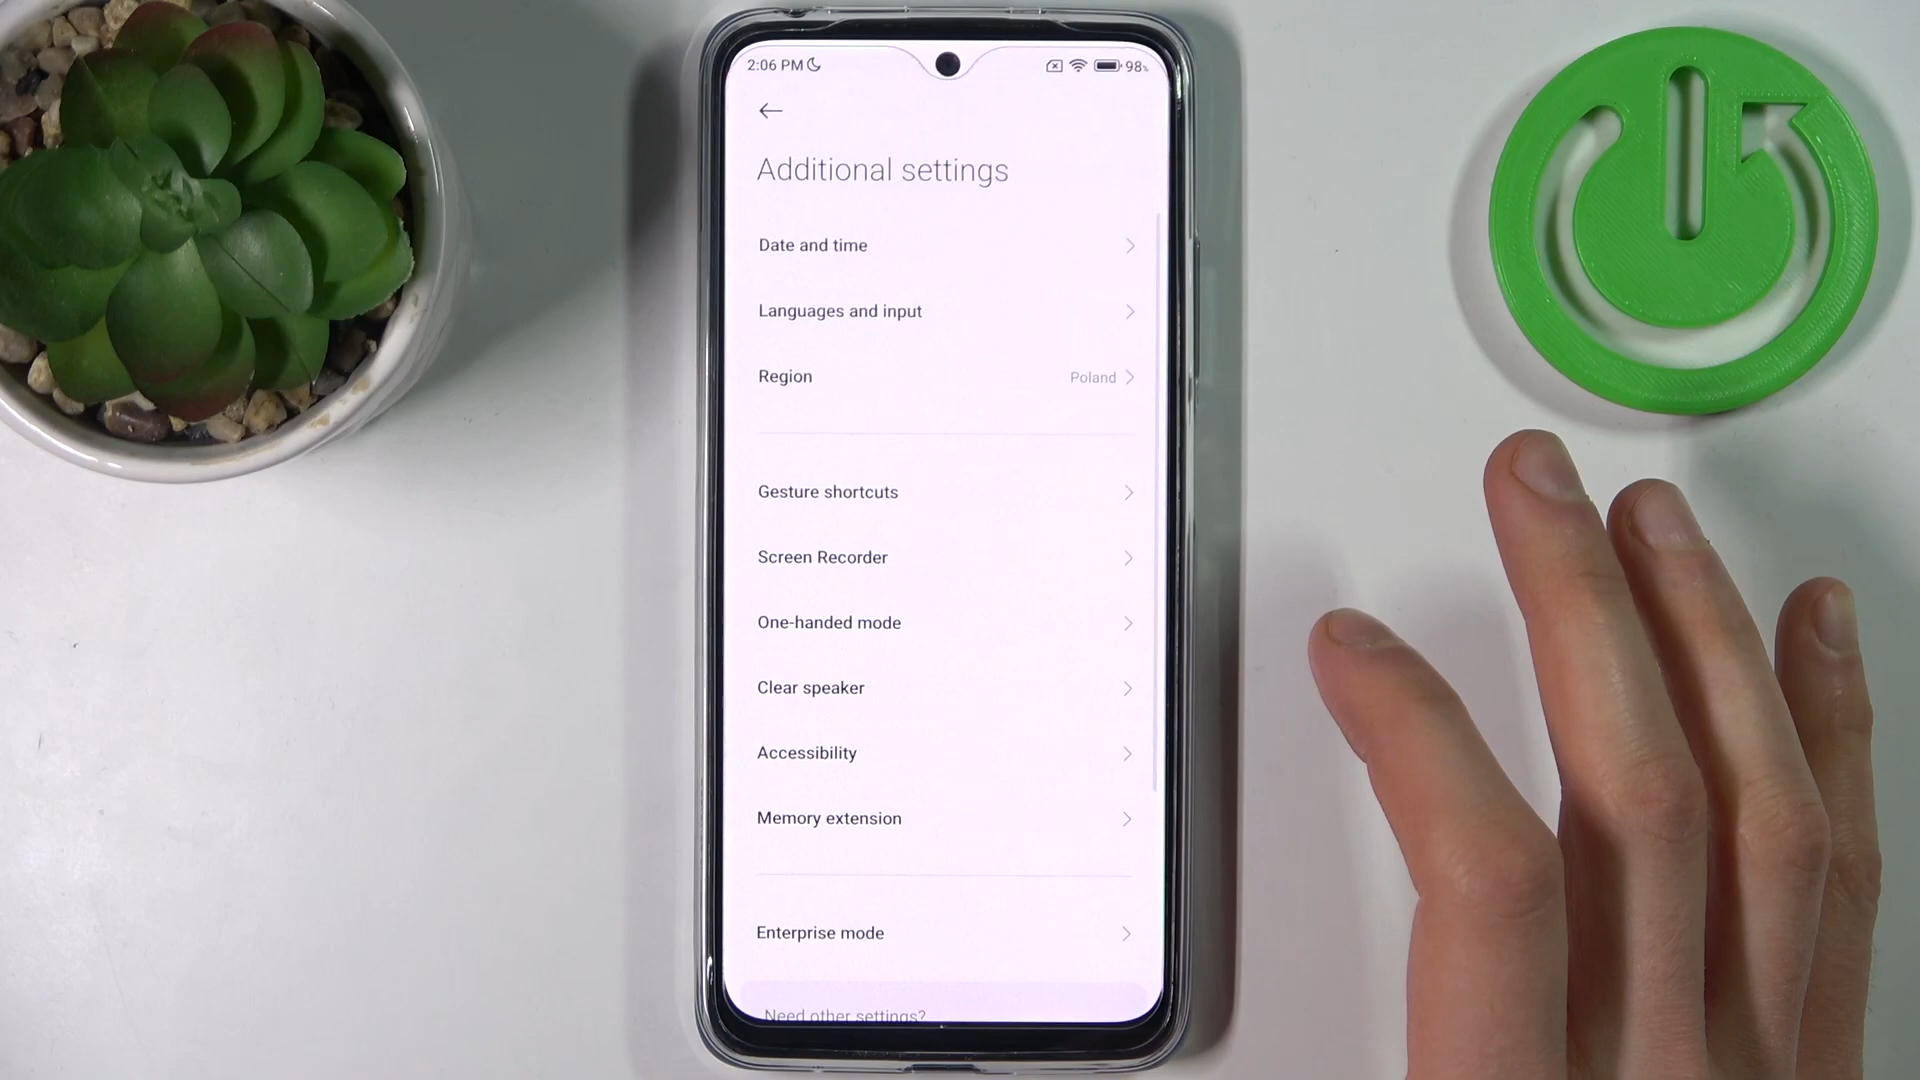 2:06 PM
98%
Additional settings
Date and time
Languages and input
Region
Poland
Gesture shortcuts
Screen Recorder
One-handed mode
Clear speaker
Accessibility
Memory extension
Enterprise mode
Need other settings?